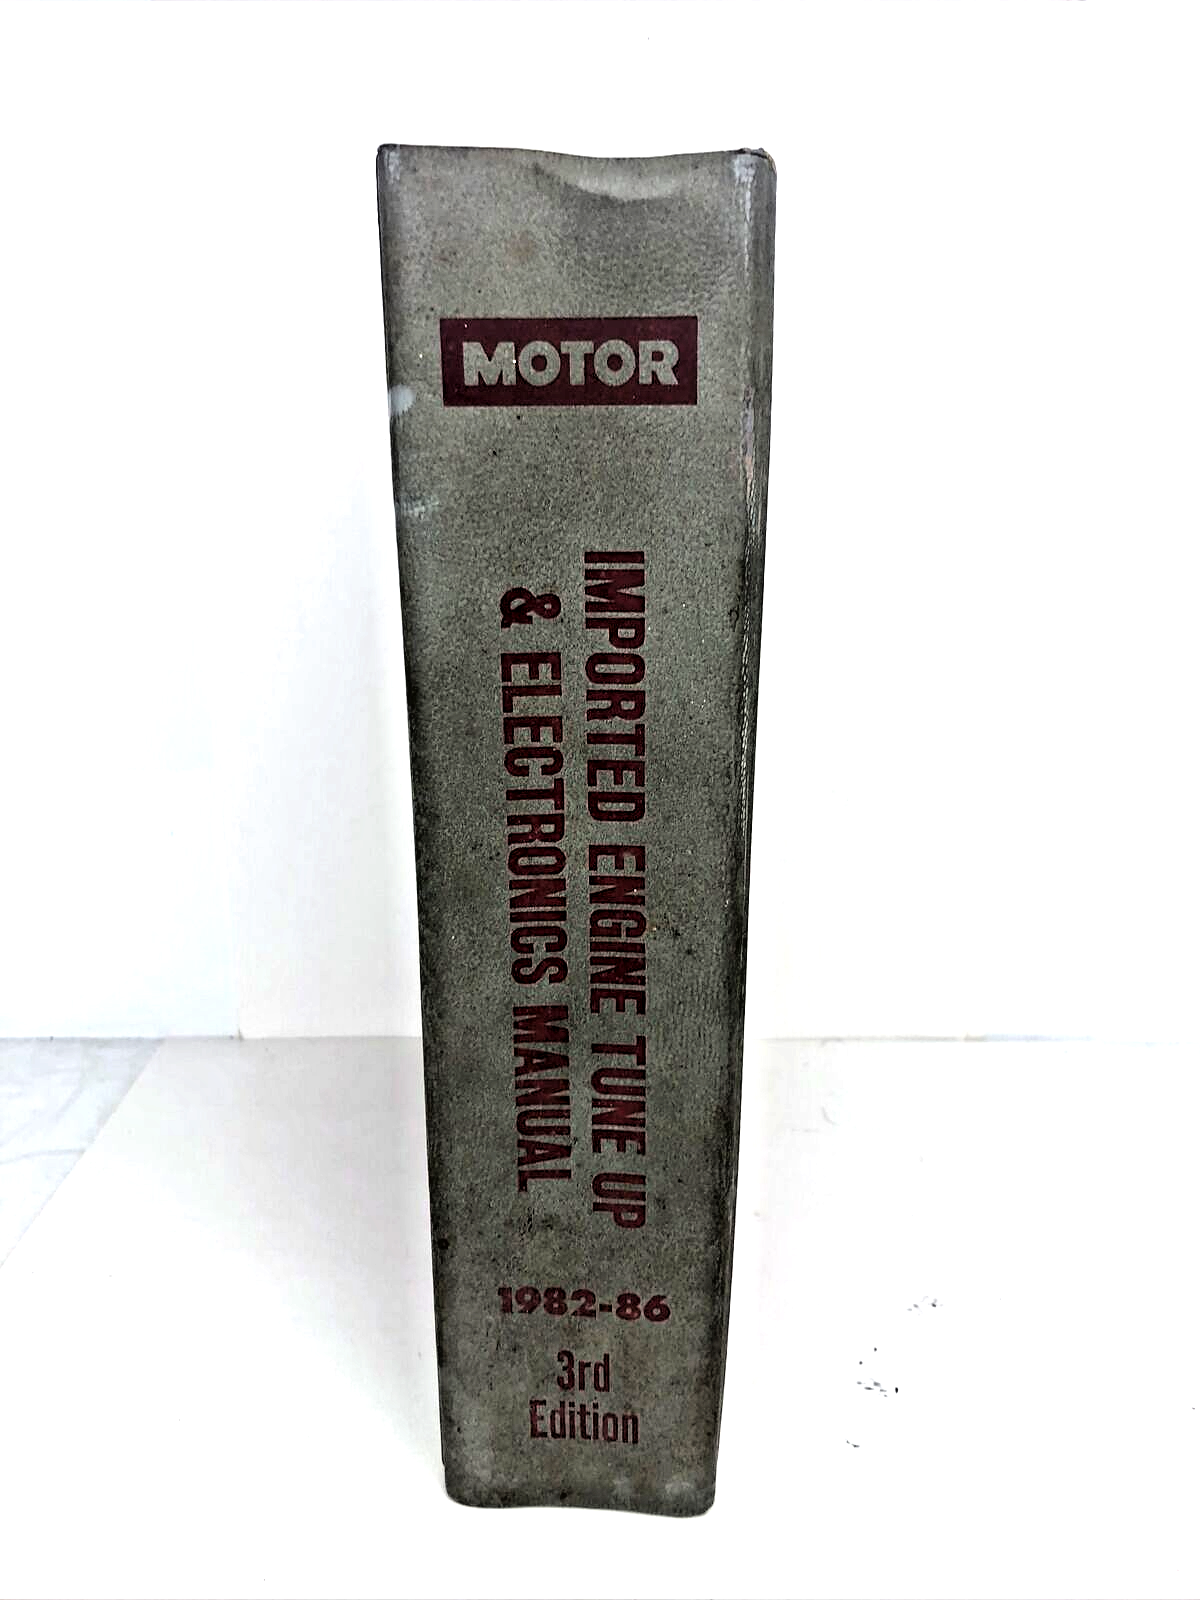 MOTOR
IMPORTED ENGINE TUNE UP
& ELECTRONICS MANUAL
1982-86
3rd
Edition